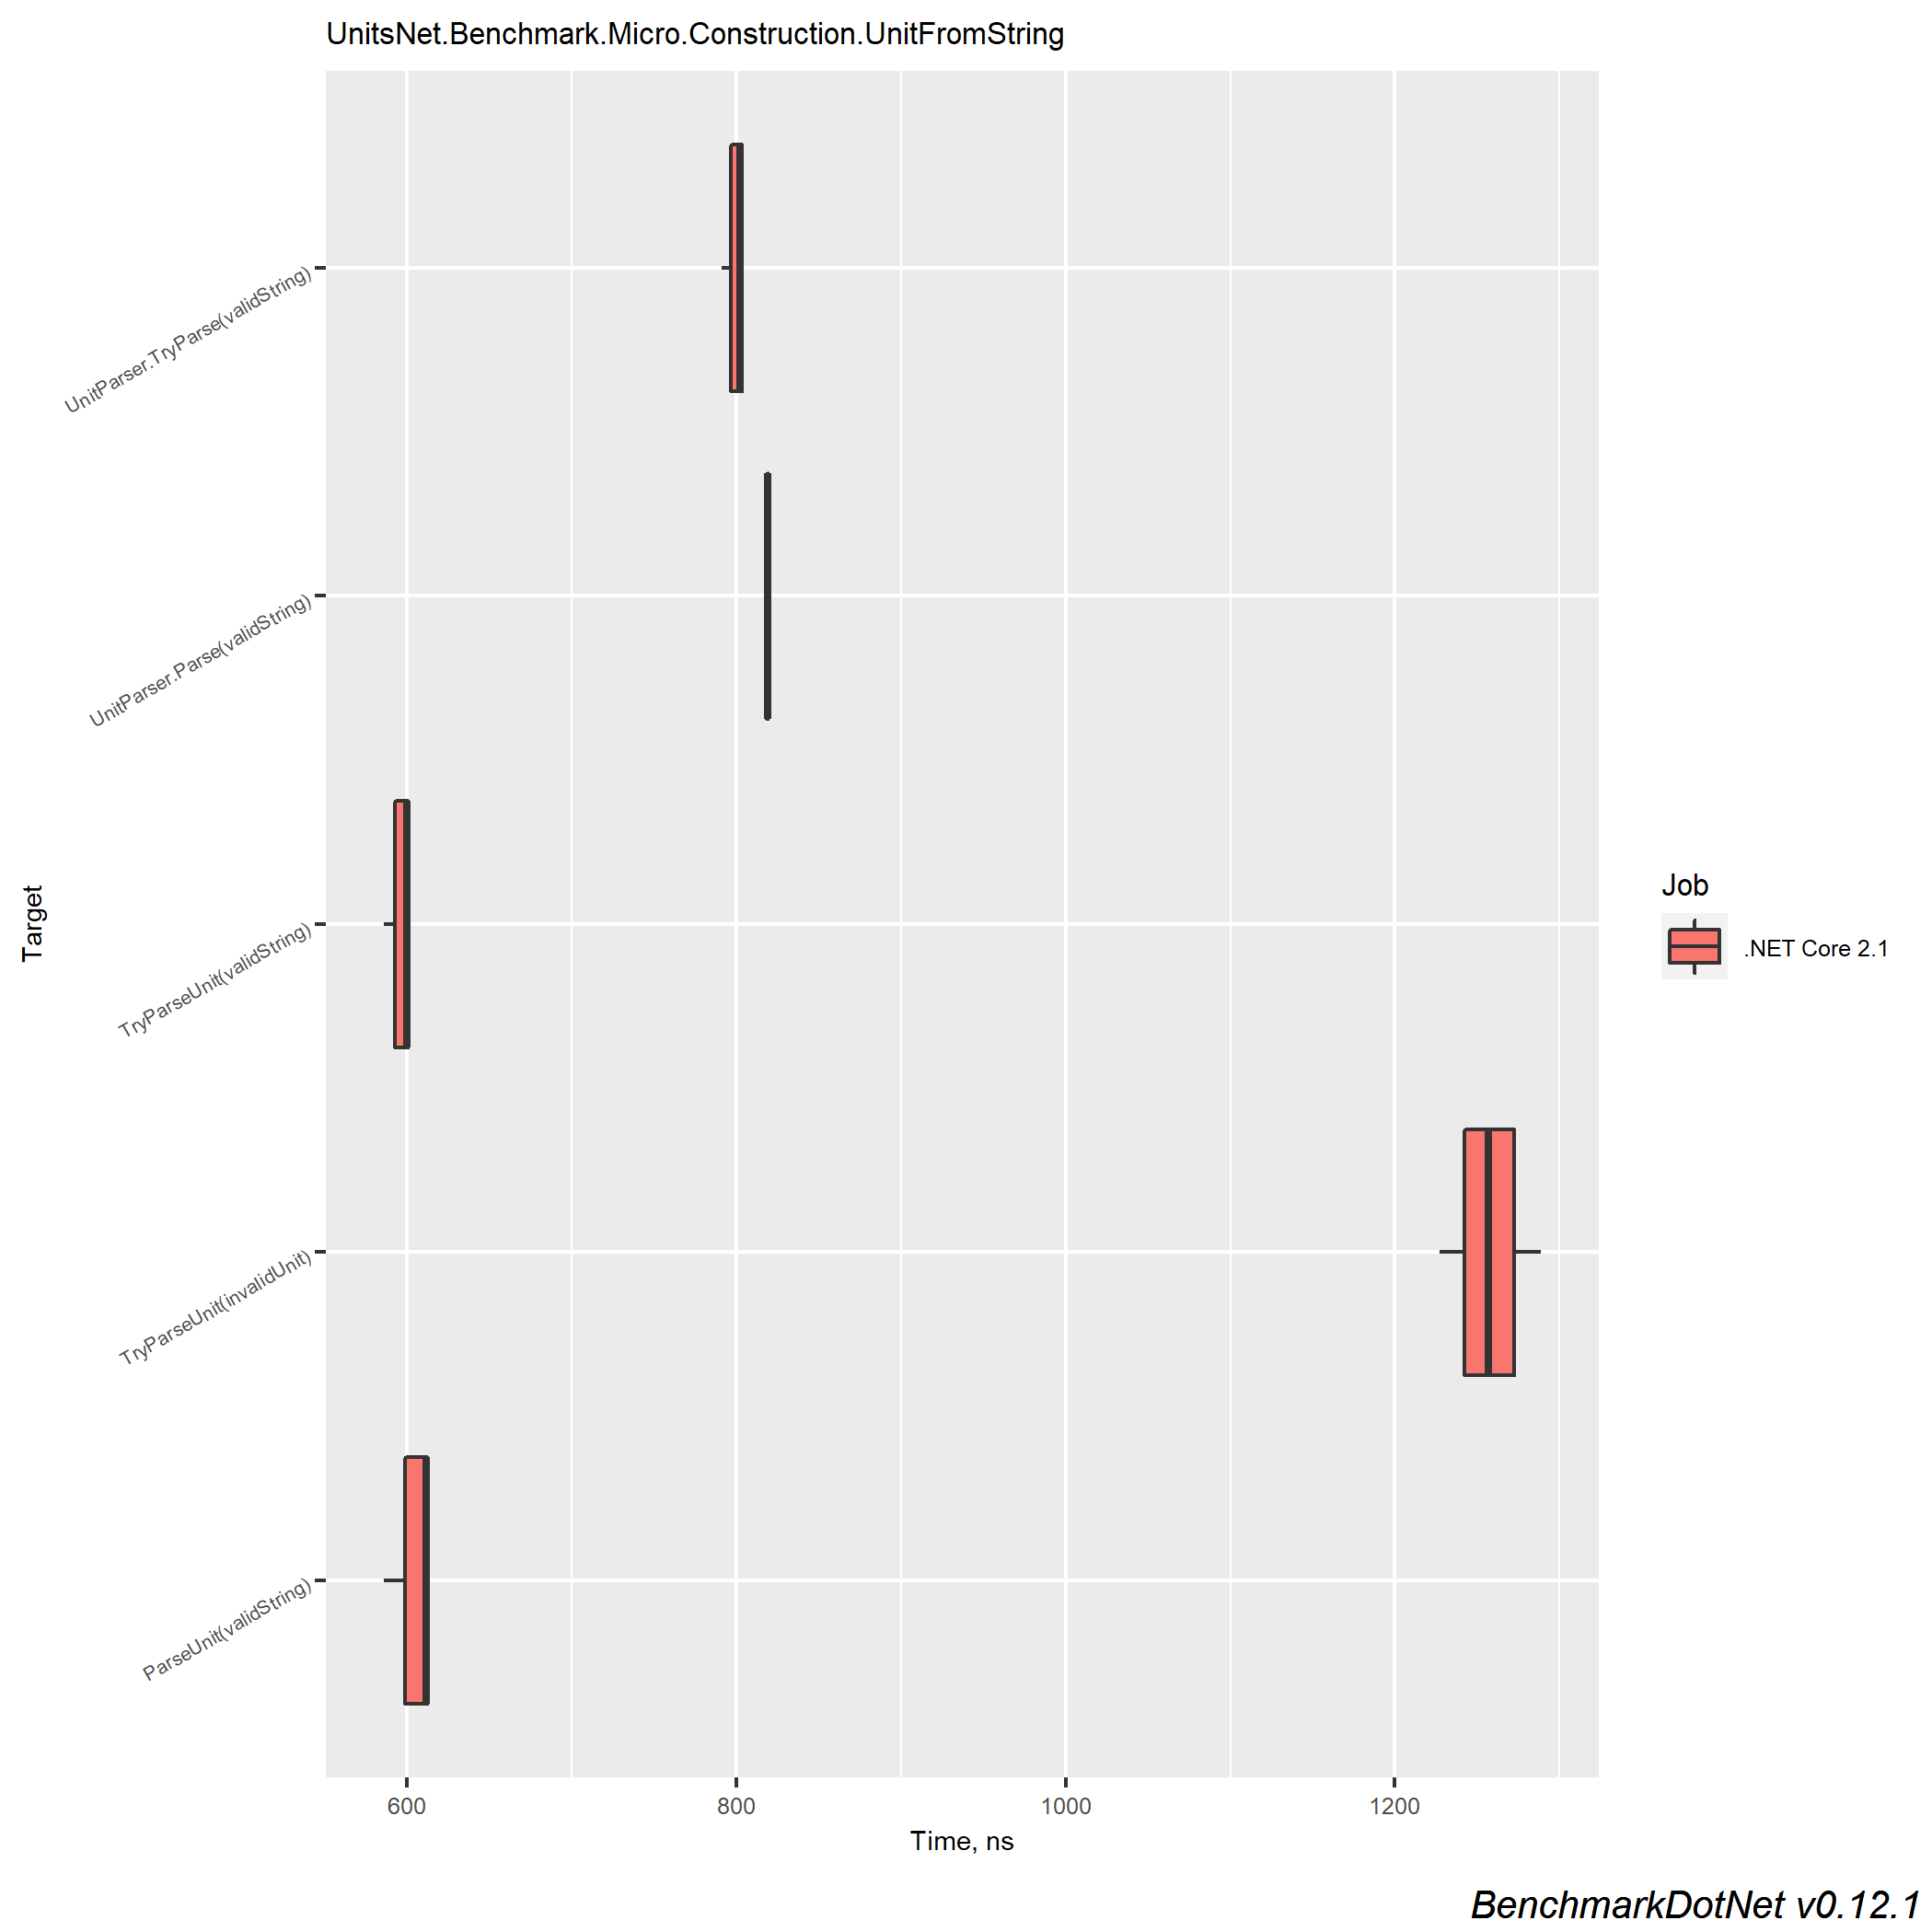 UnitsNet.Benchmark.Micro.Construction.UnitFromString
UnitParser.TryParse(validString)
UnitParser.Parse(validString)
TryParseUnit(validString)
TryParseUnit(invalidUnit)
ParseUnit(validString)
Target
600 800 1000 1200
Time, ns
Job
.NET Core 2.1
BenchmarkDotNet v0.12.1